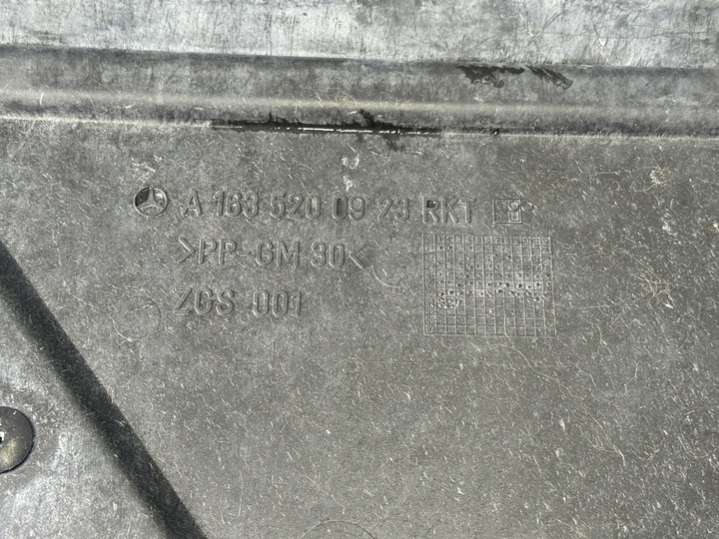 A 163 520 09 23 RKT
>PP-GM 30<
ZGS 001